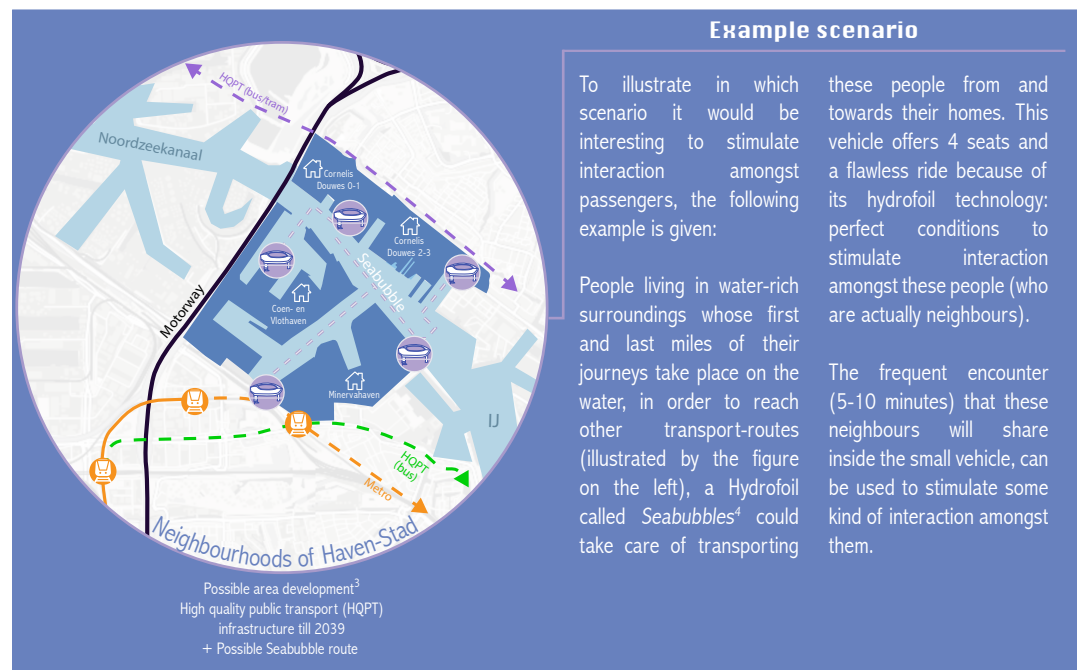 Example scenario
HQPT (bus/tram)
Noordzeekanaal
Cornelis
Douwes 0-1
Cornelis
Douwes 2-3
Seabubble
Motorway
Coen- en
Vlothaven
Minervahaven
IJ
HQPT
(bus)
Metro
Neighbourhoods of Haven-Stad
Possible area development3
High quality public transport (HQPT)
infrastructure till 2039
+ Possible Seabubble route
To illustrate in which
scenario it would be
interesting to stimulate
interaction amongst
passengers, the following
example is given:
People living in water-rich
surroundings whose first
and last miles of their
journeys take place on the
water, in order to reach
other transport-routes
(illustrated by the figure
on the left), a Hydrofoil
called Seabubbles4 could
take care of transporting
these people from and
towards their homes. This
vehicle offers 4 seats and
a flawless ride because of
its hydrofoil technology:
perfect conditions to
stimulate interaction
amongst these people (who
are actually neighbours).
The frequent encounter
(5-10 minutes) that these
neighbours will share
inside the small vehicle, can
be used to stimulate some
kind of interaction amongst
them.